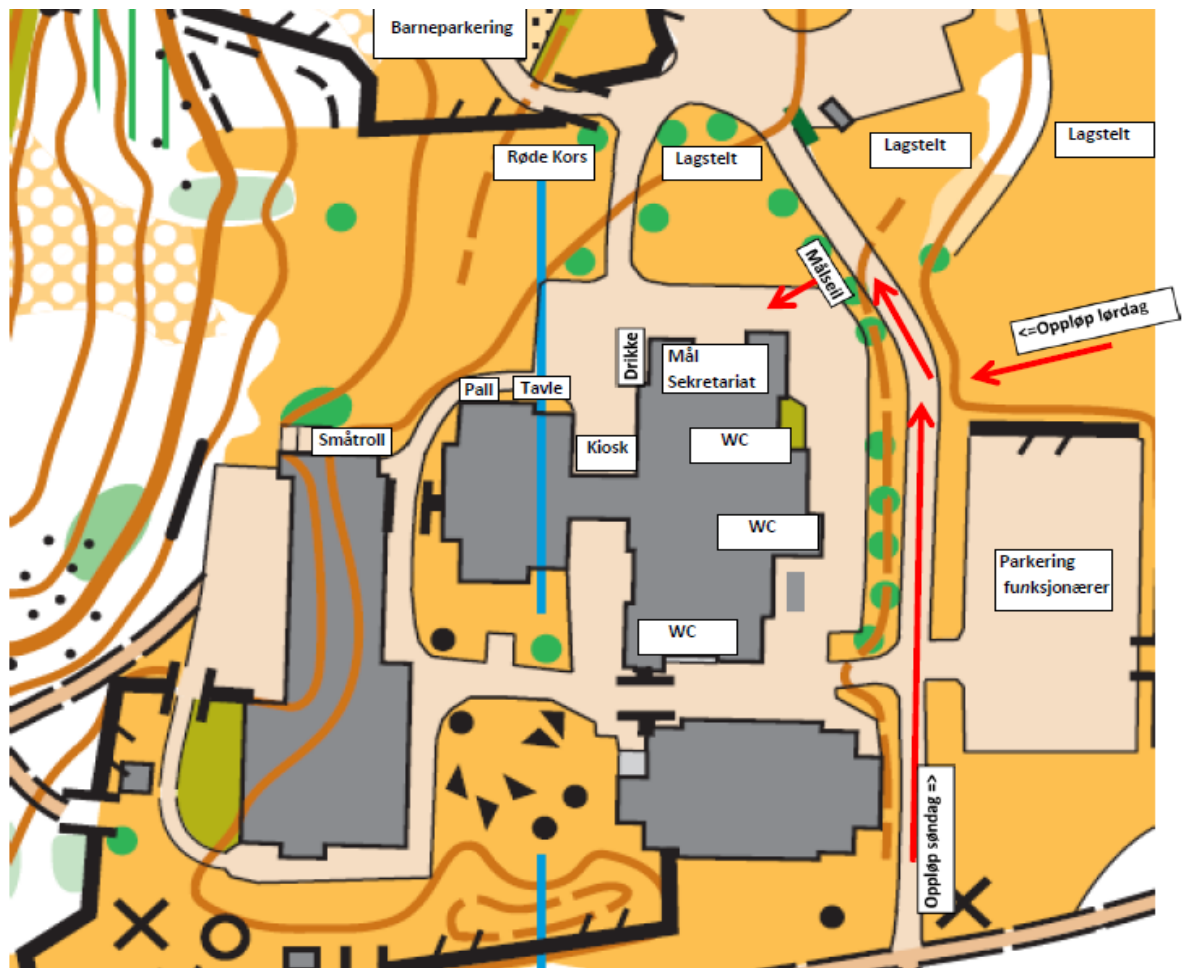 Barneparkering
Røde Kors
Lagstelt
Lagstelt
Lagstelt
Målseil
<=Oppløp lørdag
Drikke
Mål
Sekretariat
Pall
Tavle
Småtroll
Kiosk
WC
WC
Parkering
funksjonærer
WC
Oppløp søndag =>